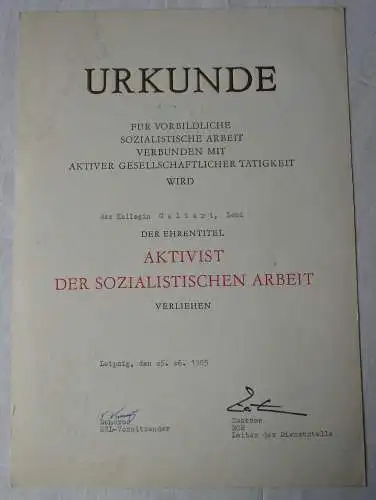 URKUNDE
FÜR VORBILDLICHE
SOZIALISTISCHE ARBEIT
VERBUNDEN MIT
AKTIVER GESELLSCHAFTLICHER TÄTIGKEIT
WIRD
der Kollegin
DER EHRENTITEL
AKTIVIST
DER SOZIALISTISCHEN ARBEIT
VERLIEHEN
Leipzig, den
BGL-Vorsitzender
Leiter der Dienststelle